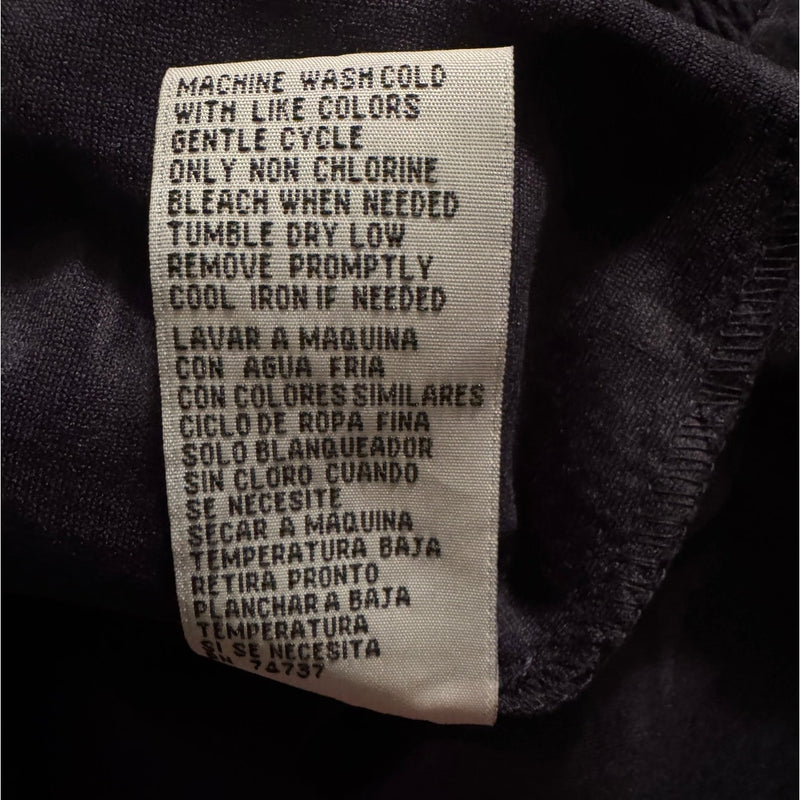 MACHINE WASH COLD
WITH LIKE COLORS
GENTLE CYCLE
ONLY NON CHLORINE
BLEACH WHEN NEEDED
TUMBLE DRY LOW
REMOVE PROMPTLY
COOL IRON IF NEEDED
LAVAR A MAQUINA
CON AGUA FRIA
CON COLORES SIMILARES
CICLO DE ROPA FINA
SOLO BLANQUEADOR
SIN CLORO CUANDO
SE NECESITE
SECAR A MAQUINA
TEMPERATURA BAJA
RETIRA PRONTO
PLANCHAR A BAJA
TEMPERATURA
SI SE NECESITA
74737